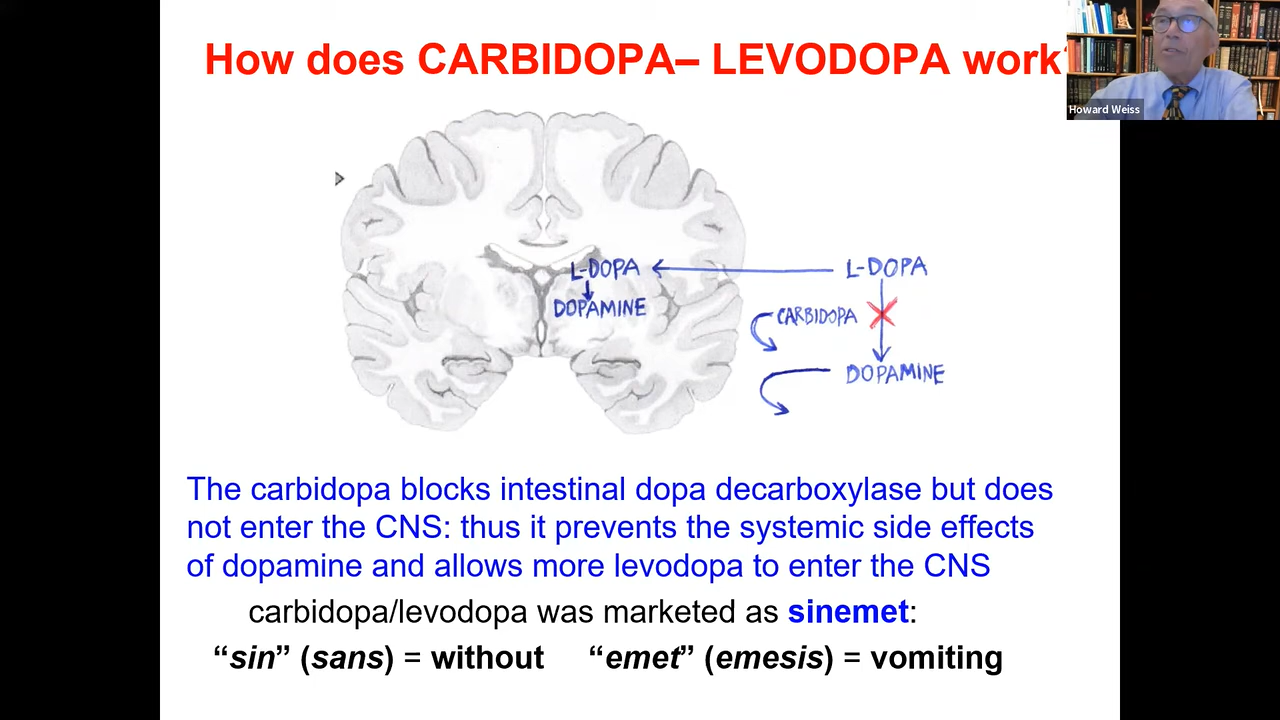 How does CARBIDOPA– LEVODOPA work?
Howard Weiss
L-DOPA
L-DOPA
DOPAMINE
CARBIDOPA
DOPAMINE
The carbidopa blocks intestinal dopa decarboxylase but does
not enter the CNS: thus it prevents the systemic side effects
of dopamine and allows more levodopa to enter the CNS
carbidopa/levodopa was marketed as sinemet:
“sin” (sans) = without “emet” (emesis) = vomiting